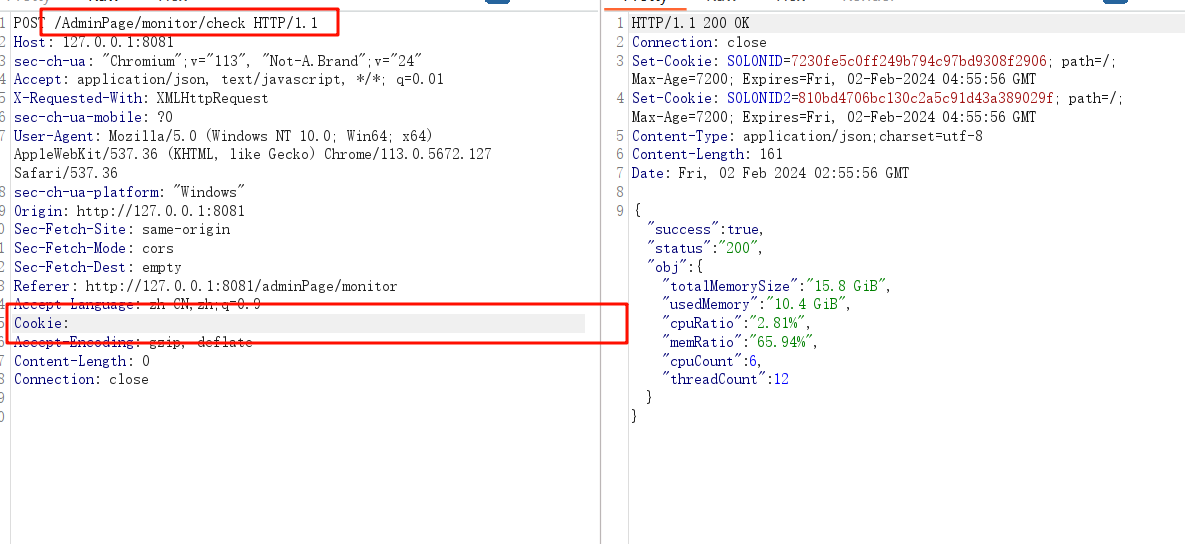 1 POST /AdminPage/monitor/check HTTP/1.1
2 Host: 127.0.0.1:8081
3 sec-ch-ua: "Chromium";v="113", "Not-A.Brand";v="24"
4 Accept: application/json, text/javascript, */*; q=0.01
5 X-Requested-With: XMLHttpRequest
6 sec-ch-ua-mobile: ?0
7 User-Agent: Mozilla/5.0 (Windows NT 10.0; Win64; x64)
AppleWebKit/537.36 (KHTML, like Gecko) Chrome/113.0.5672.127
Safari/537.36
8 sec-ch-ua-platform: "Windows"
9 Origin: http://127.0.0.1:8081
0 Sec-Fetch-Site: same-origin
1 Sec-Fetch-Mode: cors
2 Sec-Fetch-Dest: empty
3 Referer: http://127.0.0.1:8081/adminPage/monitor
4 Accept-Language: zh-CN,zh;q=0.9
5 Cookie:
6 Accept-Encoding: gzip, deflate
7 Content-Length: 0
8 Connection: close
9
0
1 HTTP/1.1 200 OK
2 Connection: close
3 Set-Cookie: SOLONID=7230fe5c0ff249b794c97bd9308f2906; path=/;
Max-Age=7200; Expires=Fri, 02-Feb-2024 04:55:56 GMT
4 Set-Cookie: SOLONID2=810bd4706bc130c2a5c91d43a389029f; path=/;
Max-Age=7200; Expires=Fri, 02-Feb-2024 04:55:56 GMT
5 Content-Type: application/json;charset=utf-8
6 Content-Length: 161
7 Date: Fri, 02 Feb 2024 02:55:56 GMT
8
9 {
"success":true,
"status":"200",
"obj":{
"totalMemorySize":"15.8 GiB",
"usedMemory":"10.4 GiB",
"cpuRatio":"2.81%",
"memRatio":"65.94%",
"cpuCount":6,
"threadCount":12
}
}